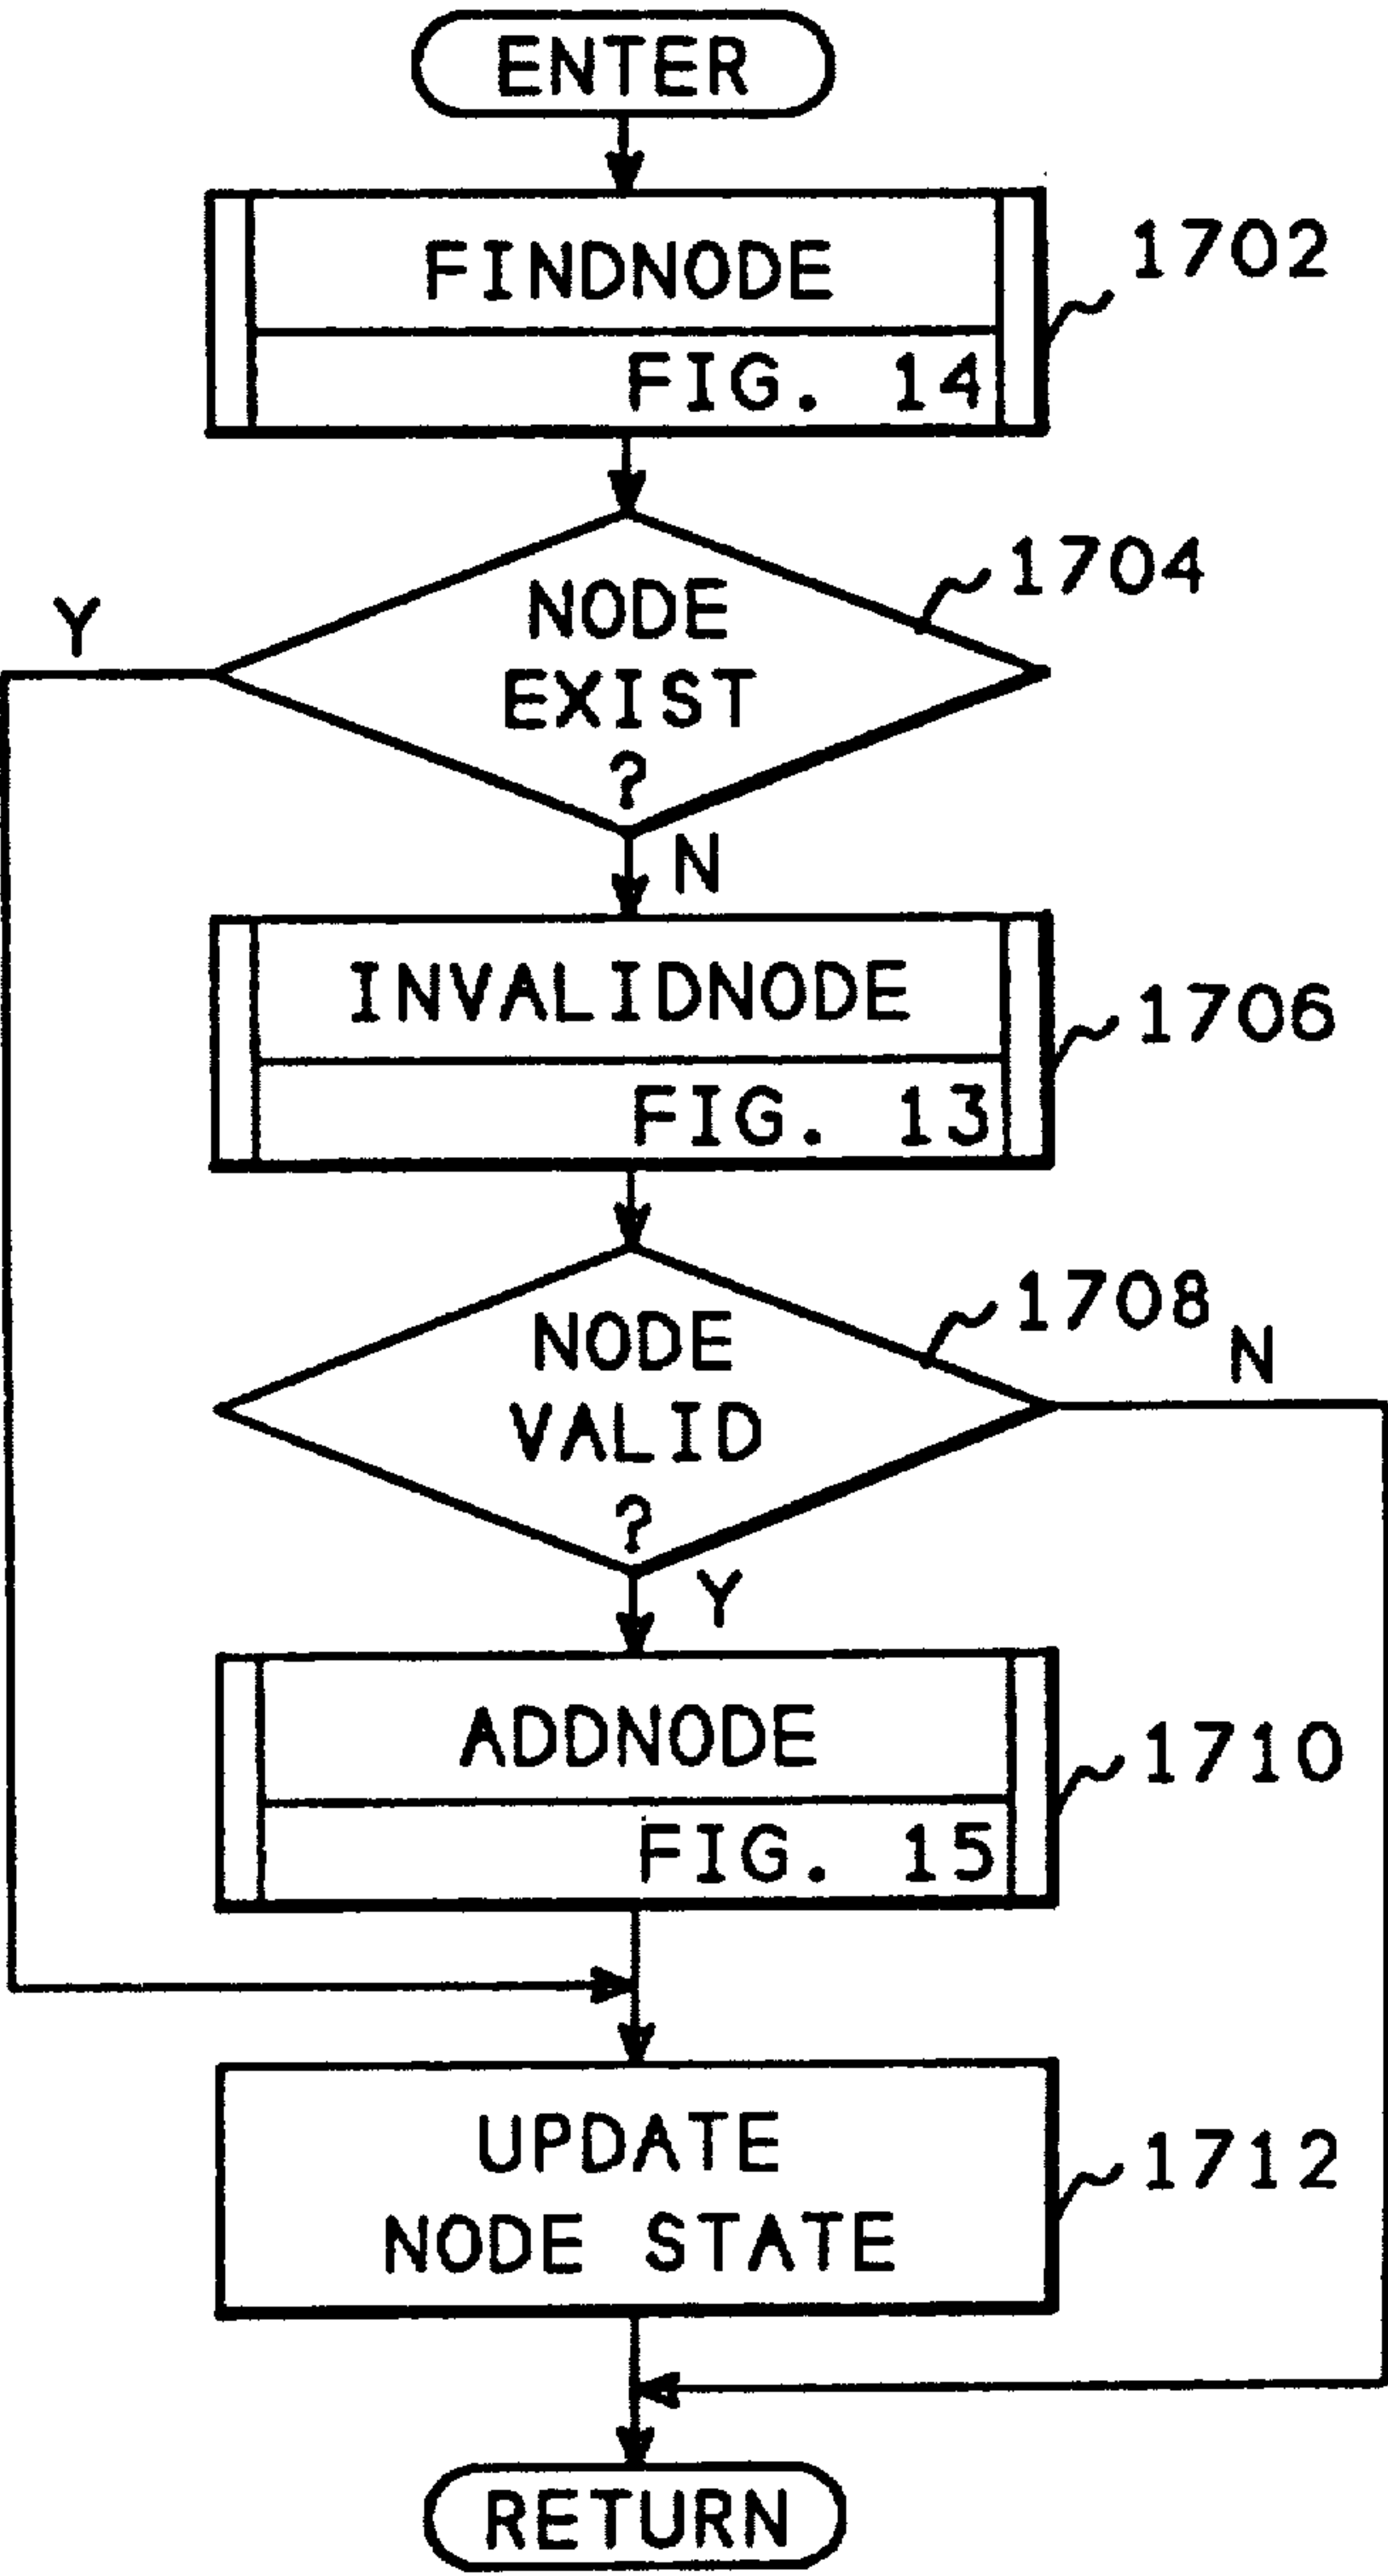 ENTER
FINDNODE
FIG. 14
1702
NODE
EXIST
?
1704
Y
N
INVALIDNODE
FIG. 13
1706
NODE
VALID
?
1708
N
Y
ADDNODE
FIG. 15
1710
UPDATE
NODE STATE
1712
RETURN